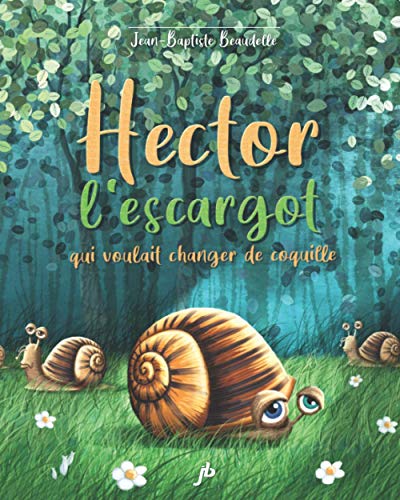 Jean-Baptiste Beaudelle
Hector
l'escargot
qui voulait changer de coquille
jb